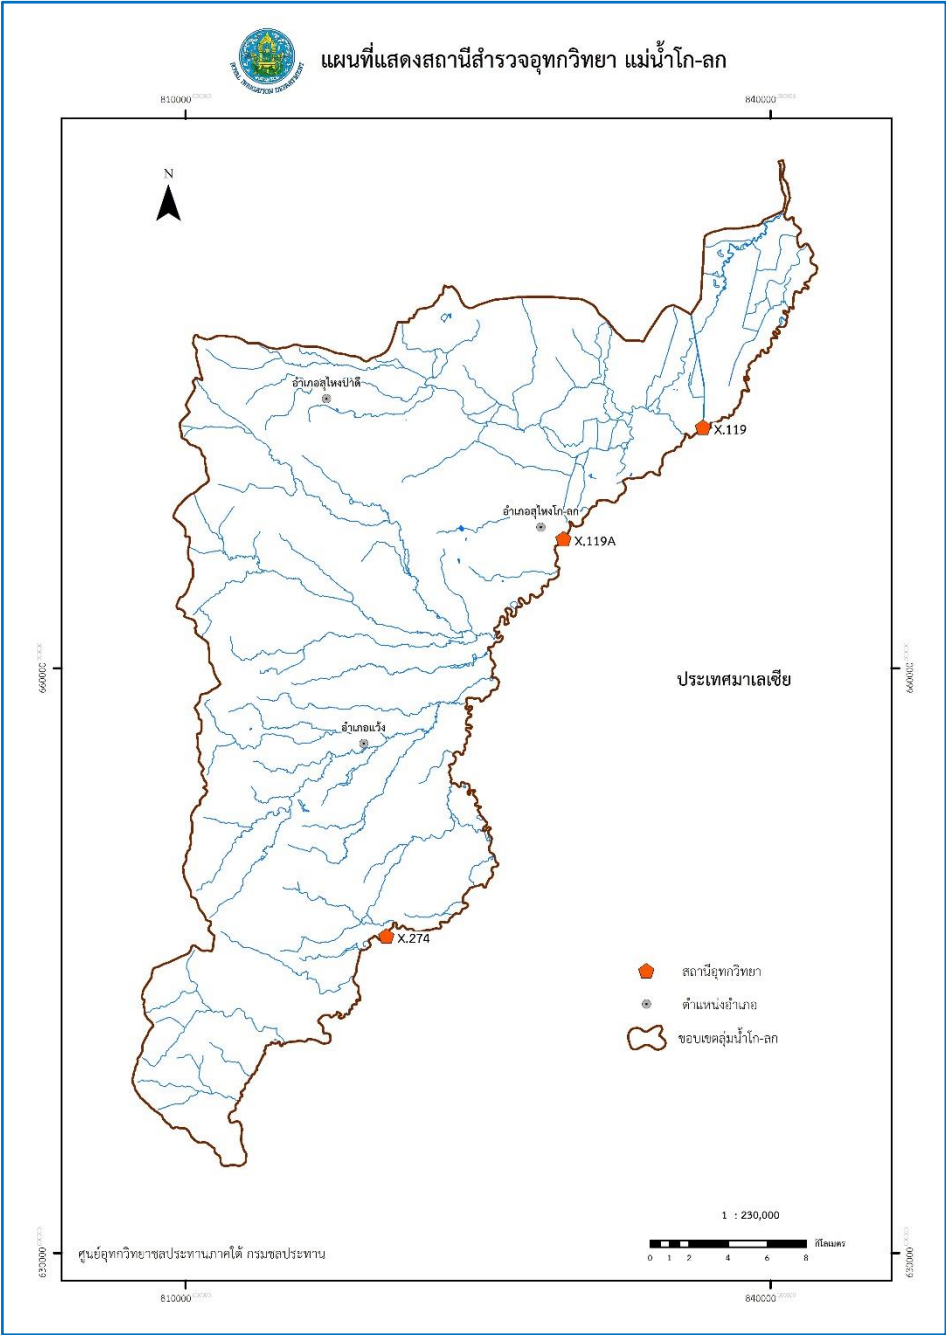 ROYAL IRRIGATION DEPARTMENT
แผนที่แสดงสถานีสำรวจอุทกวิทยา แม่น้ำโก-ลก
810000
840000
N
อำเภอสุไหงปาดี
X.119
อำเภอสุไหงโก-ลก
X.119A
660000
660000
ประเทศมาเลเซีย
อำเภอแว้ง
X.274
สถานีอุทกวิทยา
ตำแหน่งอำเภอ
ขอบเขตลุ่มน้ำโก-ลก
1 : 230,000
กิโลเมตร
0 1 2 4 6 8
ศูนย์อุทกวิทยาชลประทานภาคใต้ กรมชลประทาน
630000
630000
810000
840000